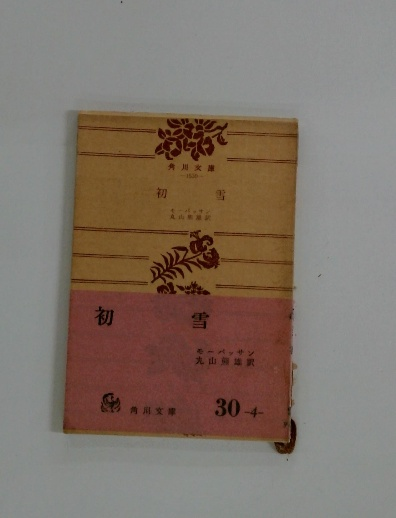 角川文庫
初 雪
モーパッサン
丸山熊雄訳
初 雪
モーパッサン
丸山熊雄訳
角川文庫
30-4-